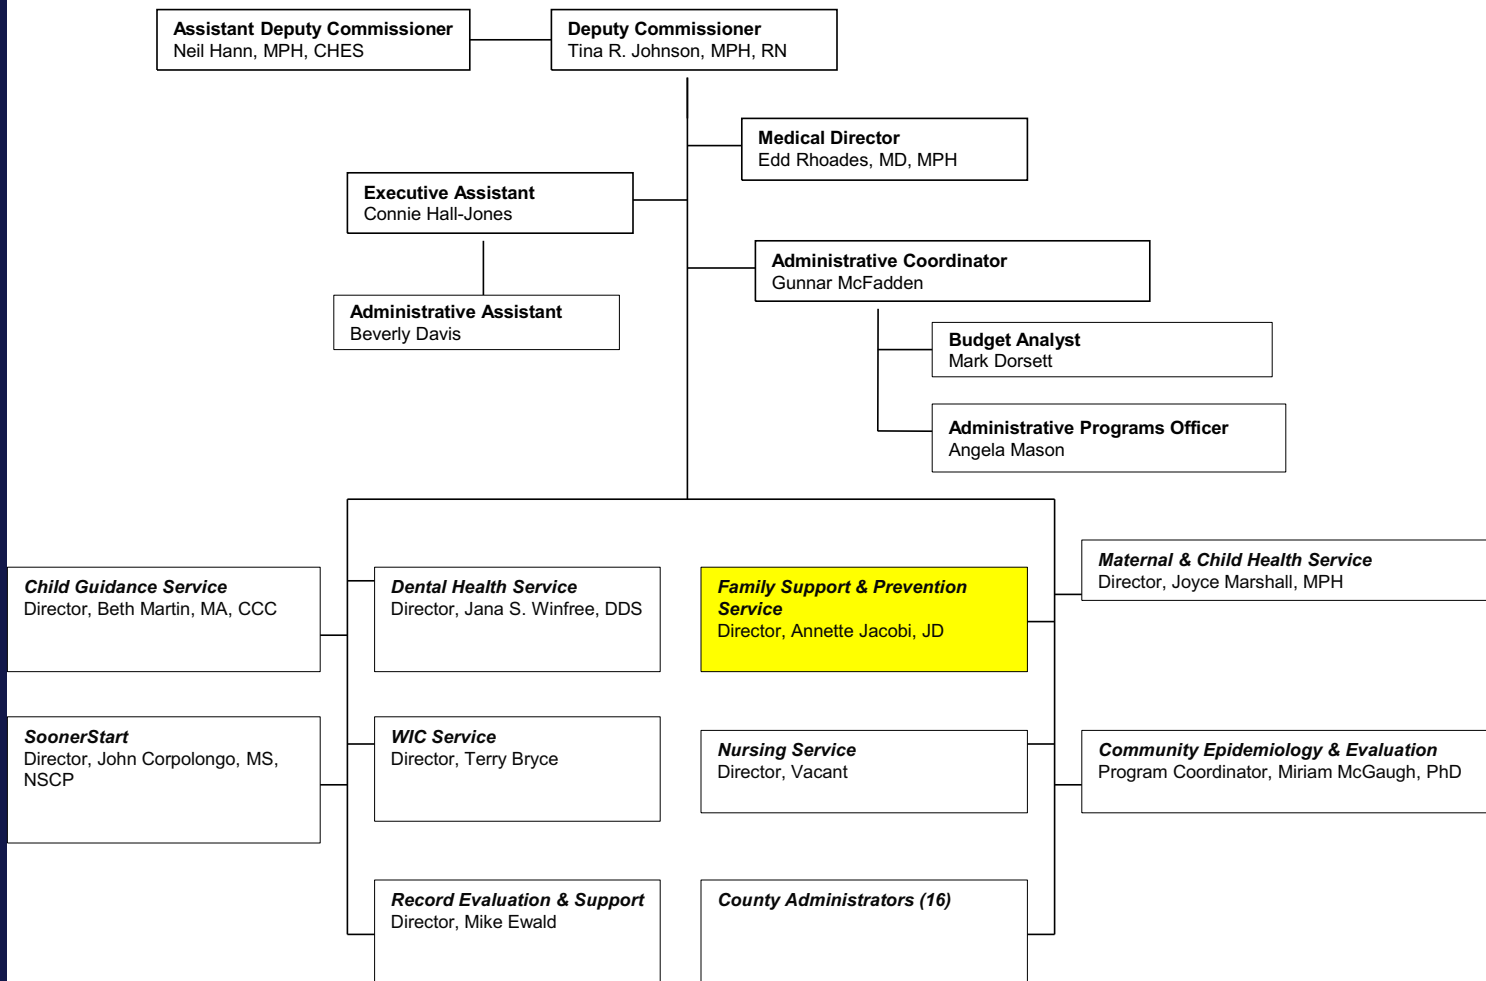 Assistant Deputy Commissioner
Neil Hann, MPH, CHES
Deputy Commissioner
Tina R. Johnson, MPH, RN
Medical Director
Edd Rhoades, MD, MPH
Executive Assistant
Connie Hall-Jones
Administrative Coordinator
Gunnar McFadden
Administrative Assistant
Beverly Davis
Budget Analyst
Mark Dorsett
Administrative Programs Officer
Angela Mason
Child Guidance Service
Director, Beth Martin, MA, CCC
Dental Health Service
Director, Jana S. Winfree, DDS
Family Support & Prevention
Service
Director, Annette Jacobi, JD
Maternal & Child Health Service
Director, Joyce Marshall, MPH
SoonerStart
Director, John Corpolongo, MS,
NSCP
WIC Service
Director, Terry Bryce
Nursing Service
Director, Vacant
Community Epidemiology & Evaluation
Program Coordinator, Miriam McGaugh, PhD
Record Evaluation & Support
Director, Mike Ewald
County Administrators (16)